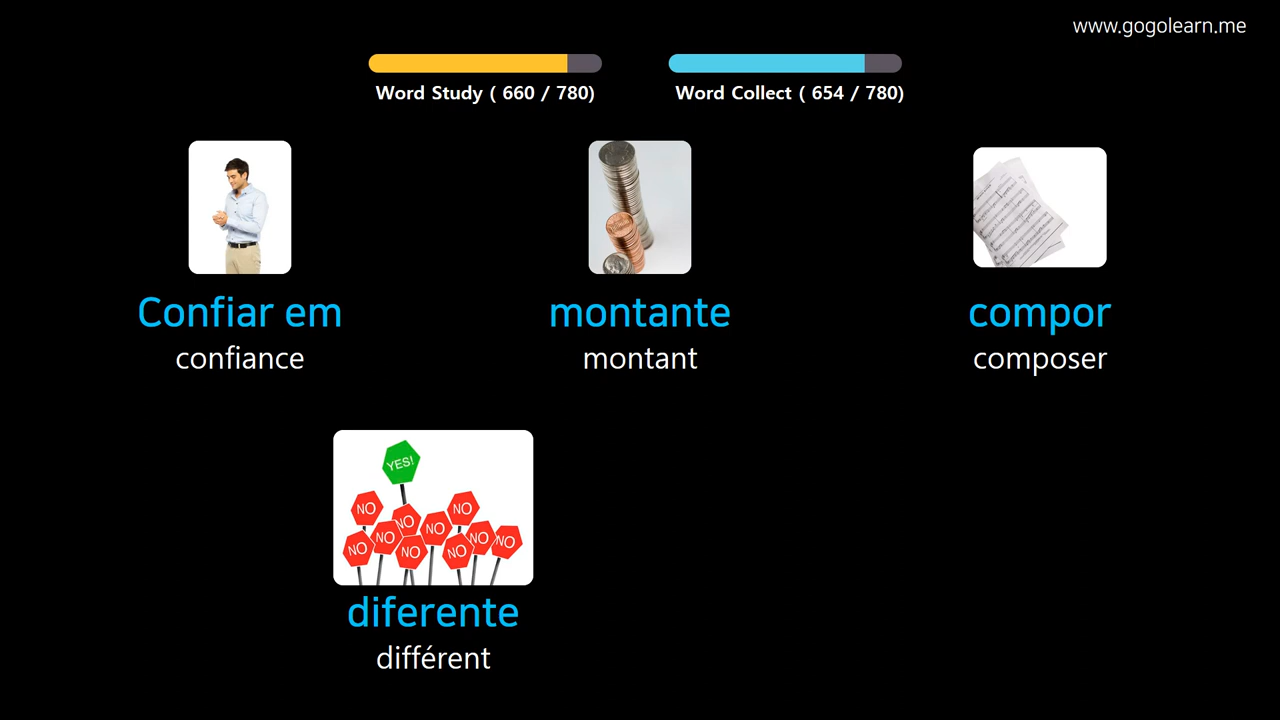 www.gogolearn.me
Word Study ( 660 / 780)
Word Collect ( 654 / 780)
Confiar em
confiance
montante
montant
compor
composer
YES!
NO
NO
NO
NO
NO
NO
NO
NO
NO
NO
diferente
différent